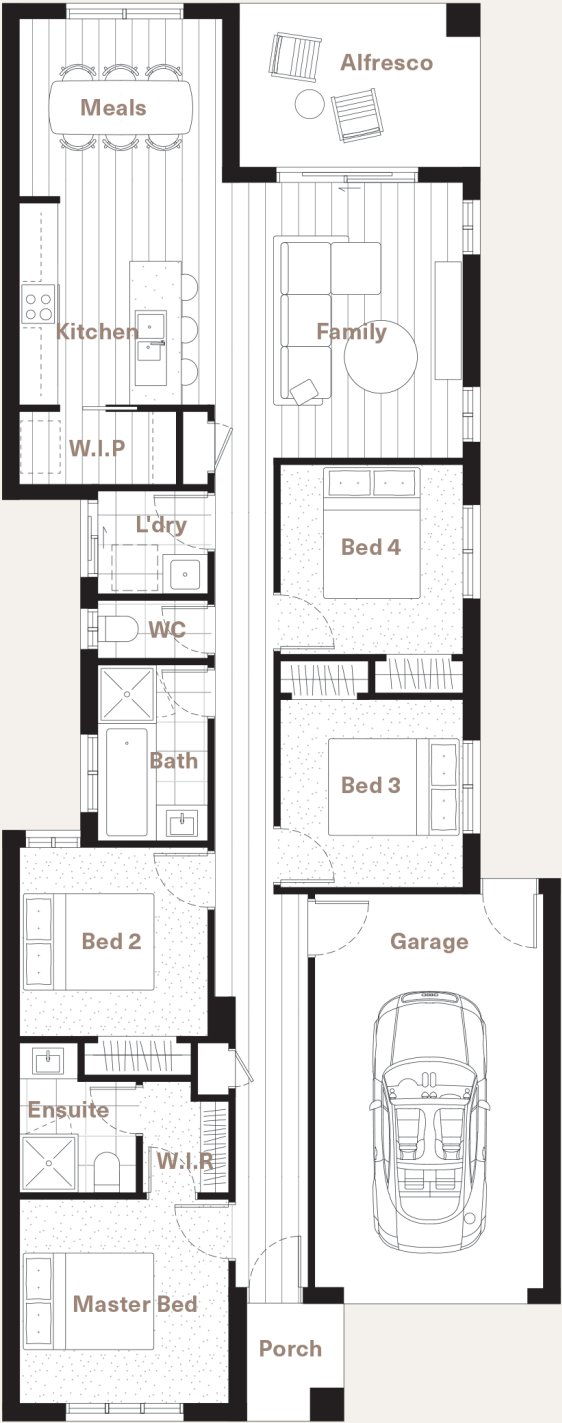 Alfresco
Meals
Kitchen
Family
W.I.P
L'dry
Bed 4
WC
Bath
Bed 3
Bed 2
Garage
Ensuite
W.I.R
Master Bed
Porch